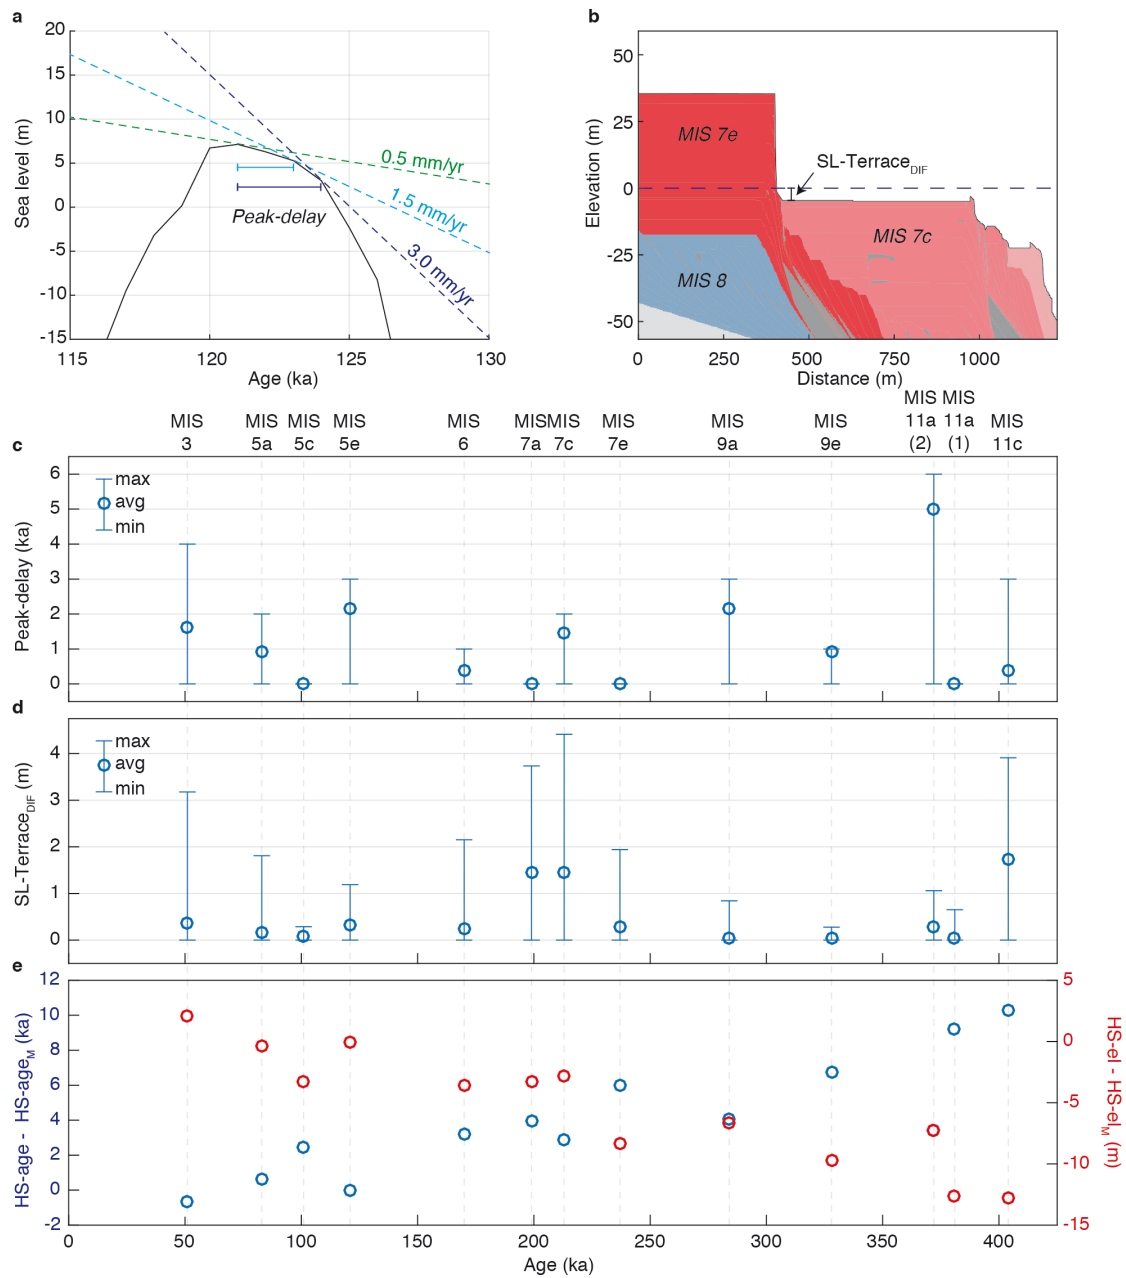 a
20
15
10
5
0
-5
-10
-15
115
120
125
130
Sea level (m)
Age (ka)
0.5 mm/yr
1.5 mm/yr
3.0 mm/yr
Peak-delay
b
50
25
0
-25
-50
0
250
500
750
1000
Elevation (m)
Distance (m)
MIS 7e
SL-TerraceDIF
MIS 7c
MIS 8
c
MIS 3
MIS 5a
MIS 5c
MIS 5e
MIS 6
MIS 7a
MIS 7c
MIS 7e
MIS 9a
MIS 9e
MIS 11a (2)
MIS 11a (1)
MIS 11c
6
5
4
3
2
1
0
Peak-delay (ka)
max
avg
min
d
4
3
2
1
0
SL-TerraceDIF (m)
max
avg
min
e
12
10
8
6
4
2
0
-2
HS-age - HS-ageM (ka)
5
0
-5
-10
-15
HS-el - HS-elM (m)
0
50
100
150
200
250
300
350
400
Age (ka)